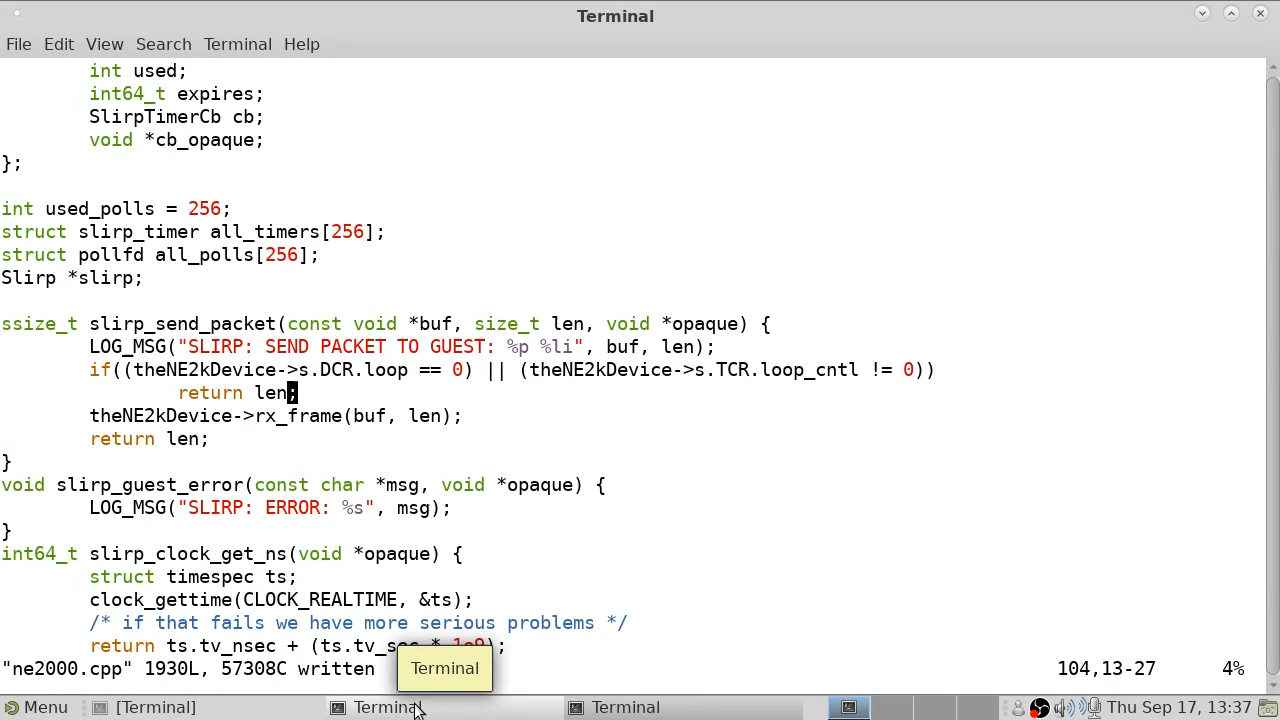 Terminal
File Edit View Search Terminal Help
int used;
int64_t expires;
SlirpTimerCb cb;
void *cb_opaque;
};
int used_polls = 256;
struct slirp_timer all_timers[256];
struct pollfd all_polls[256];
Slirp *slirp;
ssize_t slirp_send_packet(const void *buf, size_t len, void *opaque) {
LOG_MSG("SLIRP: SEND PACKET TO GUEST: %p %li", buf, len);
if((theNE2kDevice->s.DCR.loop == 0) || (theNE2kDevice->s.TCR.loop_cntl != 0))
return len;
theNE2kDevice->rx_frame(buf, len);
return len;
}
void slirp_guest_error(const char *msg, void *opaque) {
LOG_MSG("SLIRP: ERROR: %s", msg);
}
int64_t slirp_clock_get_ns(void *opaque) {
struct timespec ts;
clock_gettime(CLOCK_REALTIME, &ts);
/* if that fails we have more serious problems */
return ts.tv_nsec + (ts.tv_sec * 1e9);
"ne2000.cpp" 1930L, 57308C written 104,13-27 4%
Terminal
Menu [Terminal] Terminal Terminal Thu Sep 17, 13:37